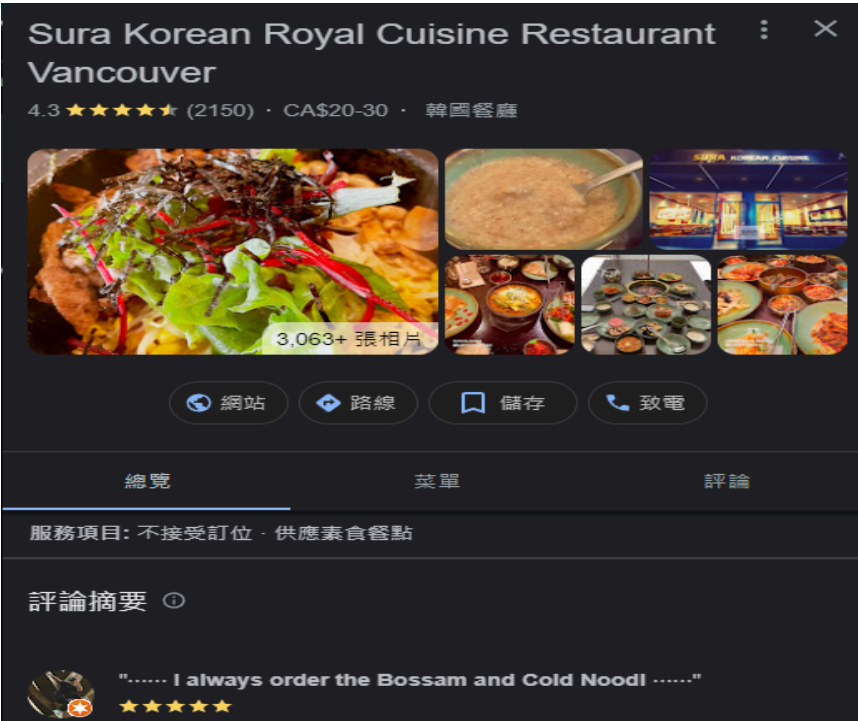 Sura Korean Royal Cuisine Restaurant
Vancouver
4.3 (2150) · CA$20-30 · 韓國餐廳
SURA KOREAN CUISINE
3,063+ 張相片
網站 路線 儲存 致電
總覽 菜單 評論
服務項目: 不接受訂位 · 供應素食餐點
評論摘要
"······ I always order the Bossam and Cold Noodl ······"